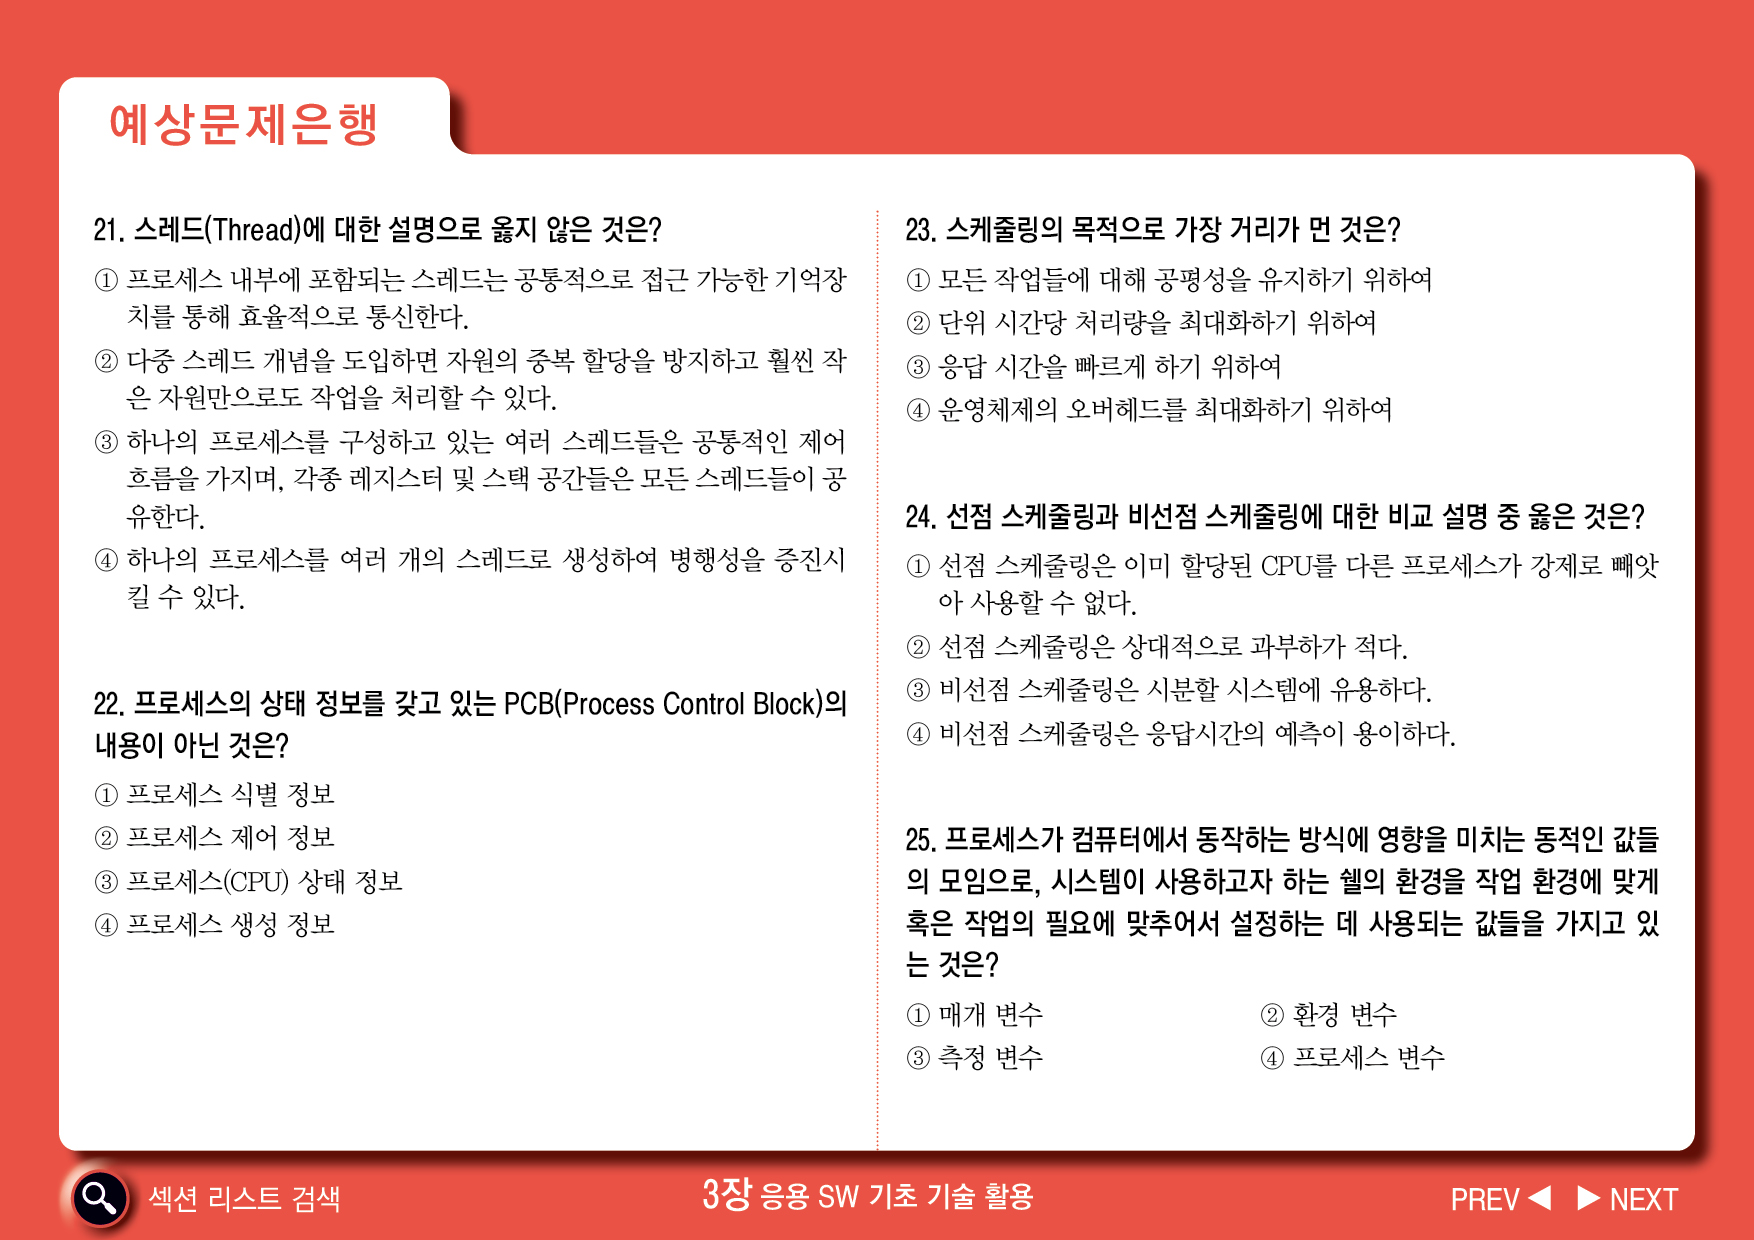 예상문제은행
21. 스레드(Thread)에 대한 설명으로 옳지 않은 것은?
① 프로세스 내부에 포함되는 스레드는 공통적으로 접근 가능한 기억장
치를 통해 효율적으로 통신한다.
② 다중 스레드 개념을 도입하면 자원의 중복 할당을 방지하고 훨씬 작
은 자원만으로도 작업을 처리할 수 있다.
③ 하나의 프로세스를 구성하고 있는 여러 스레드들은 공통적인 제어
흐름을 가지며, 각종 레지스터 및 스택 공간들은 모든 스레드들이 공
유한다.
④ 하나의 프로세스를 여러 개의 스레드로 생성하여 병행성을 증진시
킬 수 있다.
22. 프로세스의 상태 정보를 갖고 있는 PCB(Process Control Block)의
내용이 아닌 것은?
① 프로세스 식별 정보
② 프로세스 제어 정보
③ 프로세스(CPU) 상태 정보
④ 프로세스 생성 정보
23. 스케줄링의 목적으로 가장 거리가 먼 것은?
① 모든 작업들에 대해 공평성을 유지하기 위하여
② 단위 시간당 처리량을 최대화하기 위하여
③ 응답 시간을 빠르게 하기 위하여
④ 운영체제의 오버헤드를 최대화하기 위하여
24. 선점 스케줄링과 비선점 스케줄링에 대한 비교 설명 중 옳은 것은?
① 선점 스케줄링은 이미 할당된 CPU를 다른 프로세스가 강제로 빼앗
아 사용할 수 없다.
② 선점 스케줄링은 상대적으로 과부하가 적다.
③ 비선점 스케줄링은 시분할 시스템에 유용하다.
④ 비선점 스케줄링은 응답시간의 예측이 용이하다.
25. 프로세스가 컴퓨터에서 동작하는 방식에 영향을 미치는 동적인 값들
의 모임으로, 시스템이 사용하고자 하는 쉘의 환경을 작업 환경에 맞게
혹은 작업의 필요에 맞추어서 설정하는 데 사용되는 값들을 가지고 있
는 것은?
① 매개 변수 ② 환경 변수
③ 측정 변수 ④ 프로세스 변수
섹션 리스트 검색 3장 응용 SW 기초 기술 활용 PREV ◀ ▶ NEXT